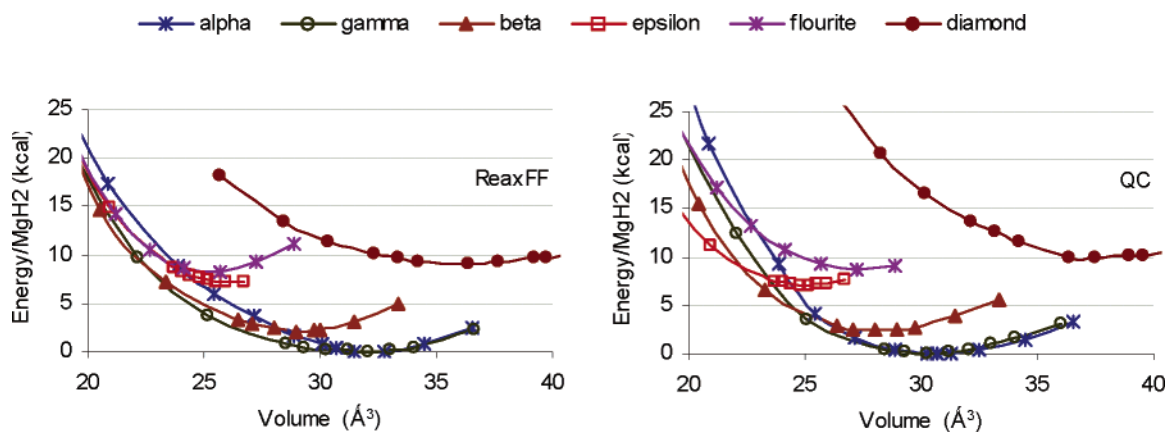 alpha gamma beta epsilon flourite diamond
Energy/MgH2 (kcal)
25
20
15
10
5
0
ReaxFF
20 25 30 35 40
Volume (Á³)
Energy/MgH2 (kcal)
25
20
15
10
5
0
QC
20 25 30 35 40
Volume (Á³)